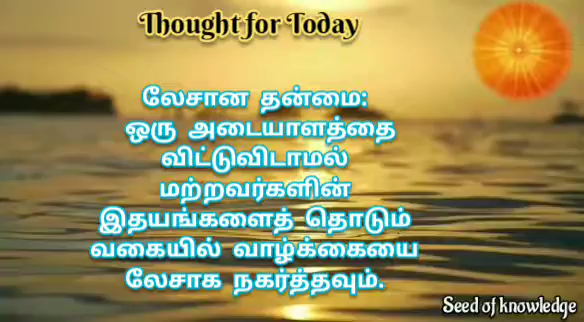 Thought for Today
லேசான தன்மை:
ஒரு அடையாளத்தை
விட்டுவிடாமல்
மற்றவர்களின்
இதயங்களைத் தொடும்
வகையில் வாழ்க்கையை
லேசாக நகர்த்தவும்.
Seed of knowledge